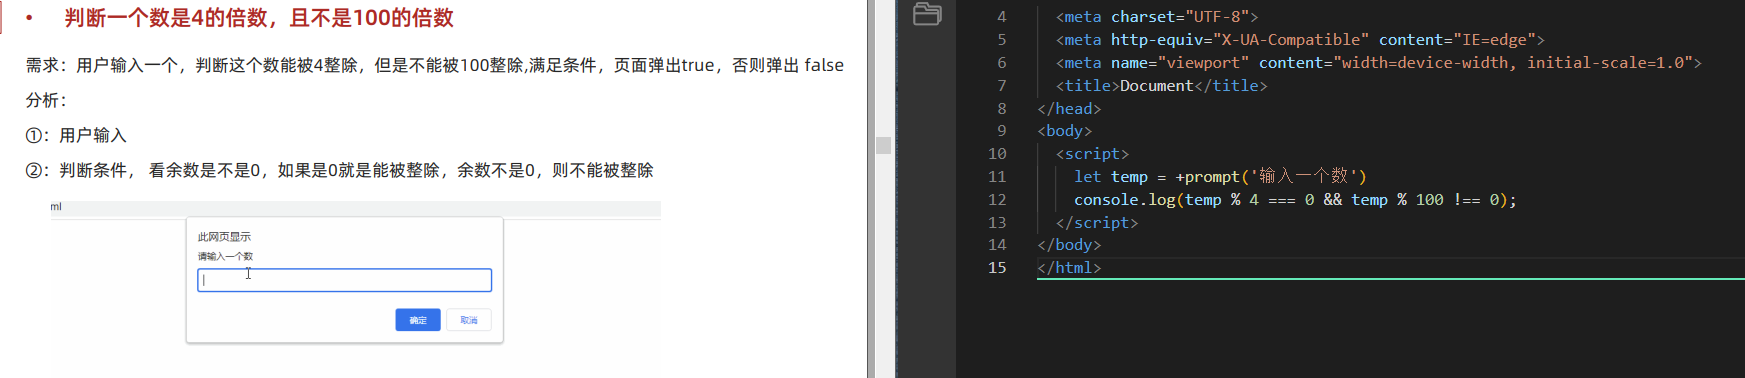 • 判断一个数是4的倍数，且不是100的倍数
需求：用户输入一个，判断这个数能被4整除，但是不能被100整除,满足条件，页面弹出true，否则弹出 false
分析：
①：用户输入
②：判断条件， 看余数是不是0，如果是0就是能被整除，余数不是0，则不能被整除
ml
此网页显示
请输入一个数
确定 取消
4 <meta charset="UTF-8">
5 <meta http-equiv="X-UA-Compatible" content="IE=edge">
6 <meta name="viewport" content="width=device-width, initial-scale=1.0">
7 <title>Document</title>
8 </head>
9 <body>
10 <script>
11 let temp = +prompt('输入一个数')
12 console.log(temp % 4 === 0 && temp % 100 !== 0);
13 </script>
14 </body>
15 </html>